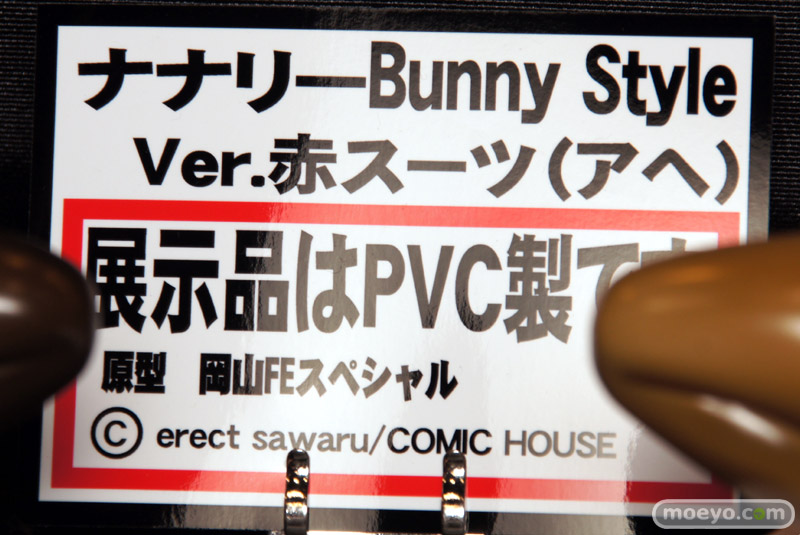 ナナリーBunny Style
Ver.赤スーツ(アヘ)
展示品はPVC製で
原型 岡山FEスペシャル
© erect sawaru/COMIC HOUSE
moeyo.com